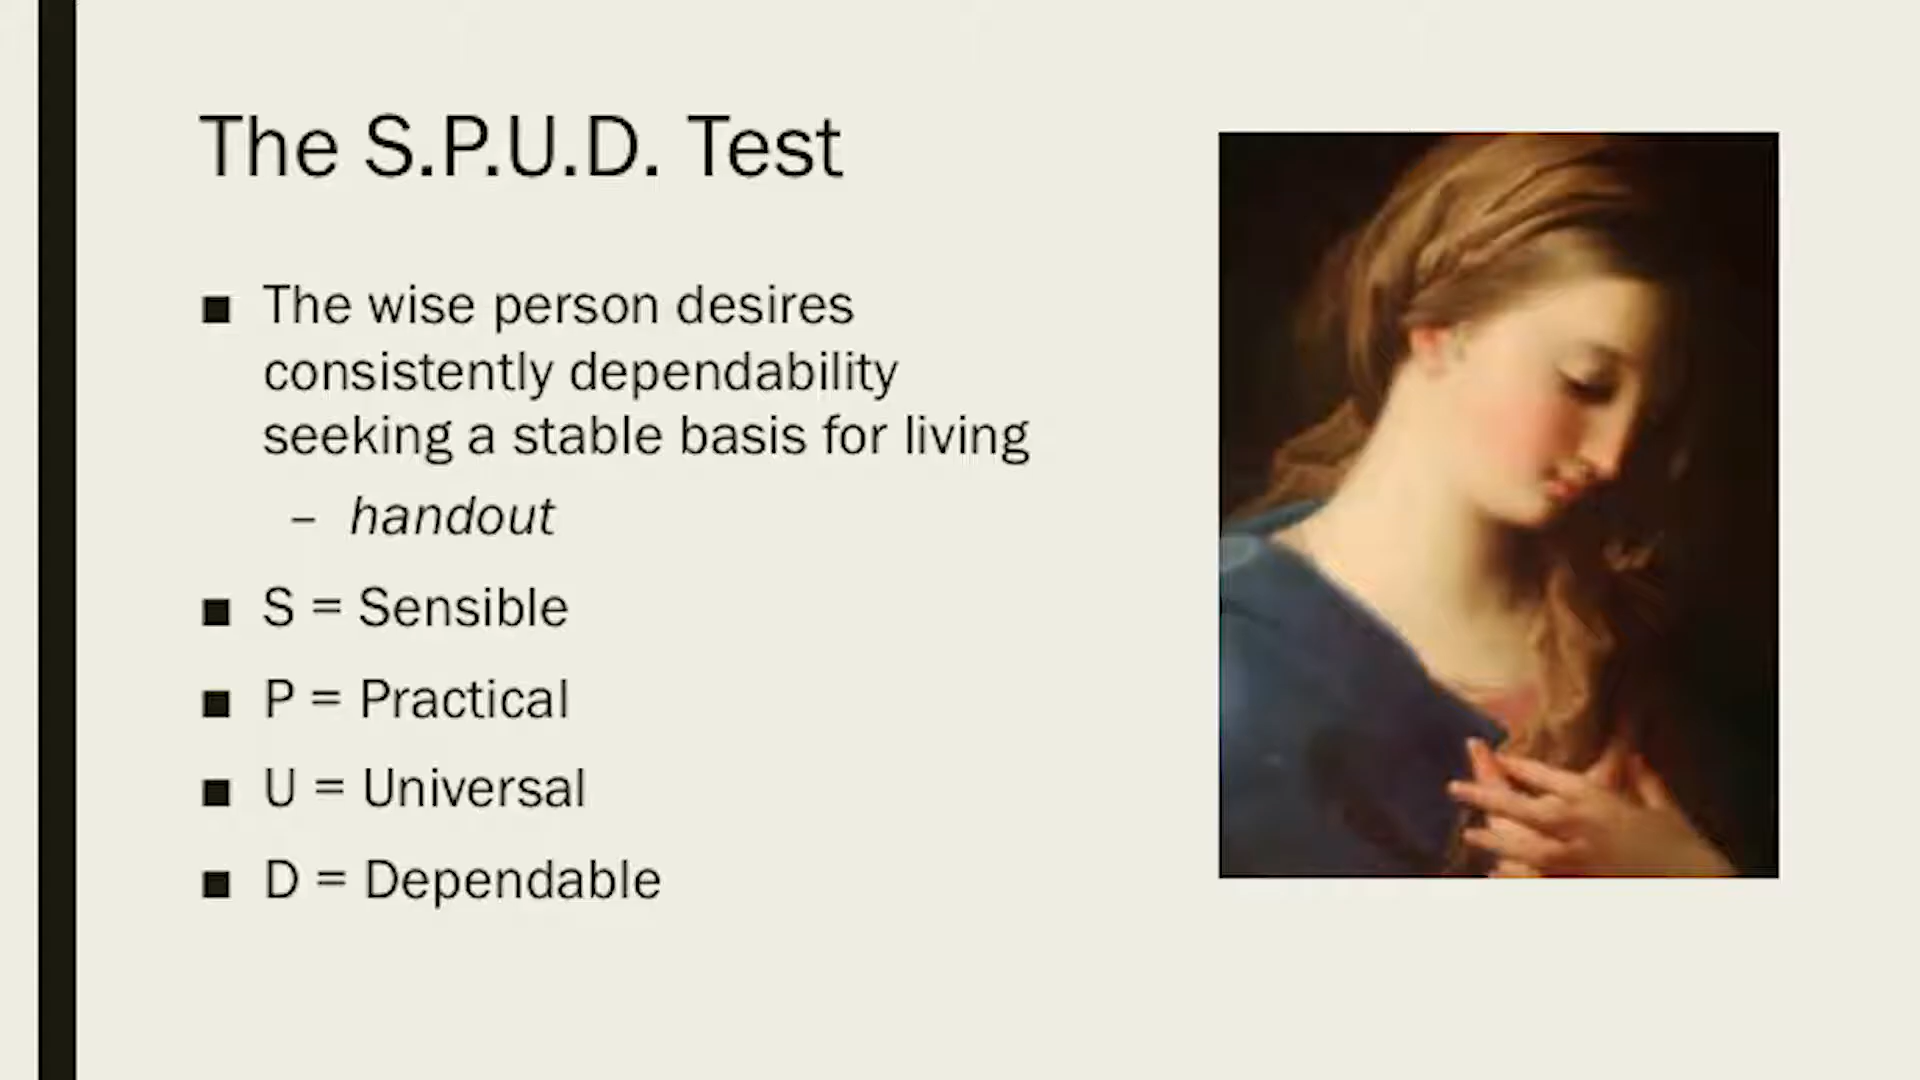 The S.P.U.D. Test
■ The wise person desires
consistently dependability
seeking a stable basis for living
– handout
■ S = Sensible
■ P = Practical
■ U = Universal
■ D = Dependable